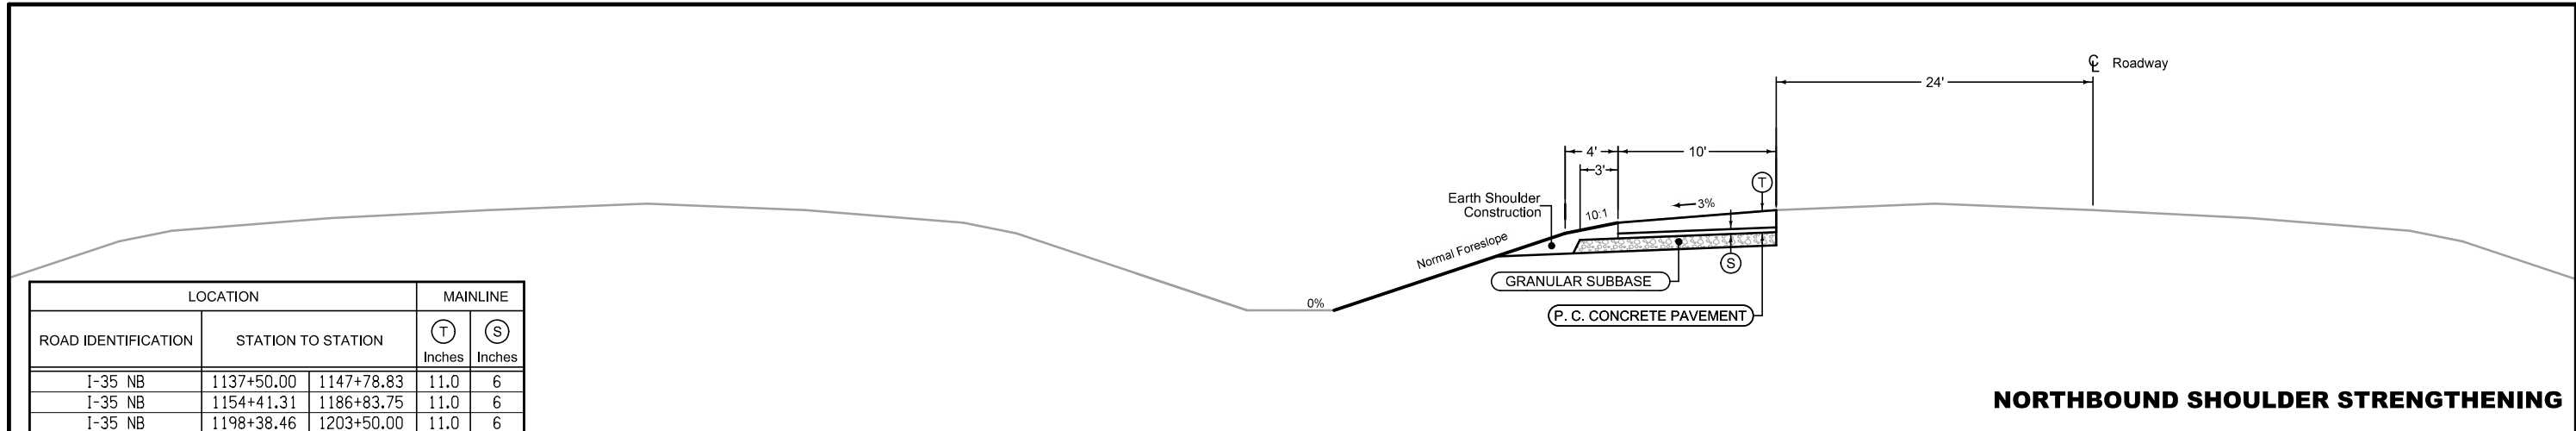 ℄ Roadway
24'
4'
10'
3'
T
Earth Shoulder
Construction
10:1
3%
Normal Foreslope
S
GRANULAR SUBBASE
0%
P. C. CONCRETE PAVEMENT
LOCATION MAINLINE
ROAD IDENTIFICATION STATION TO STATION T Inches S Inches
I-35 NB 1137+50.00 1147+78.83 11.0 6
I-35 NB 1154+41.31 1186+83.75 11.0 6
I-35 NB 1198+38.46 1203+50.00 11.0 6
NORTHBOUND SHOULDER STRENGTHENING